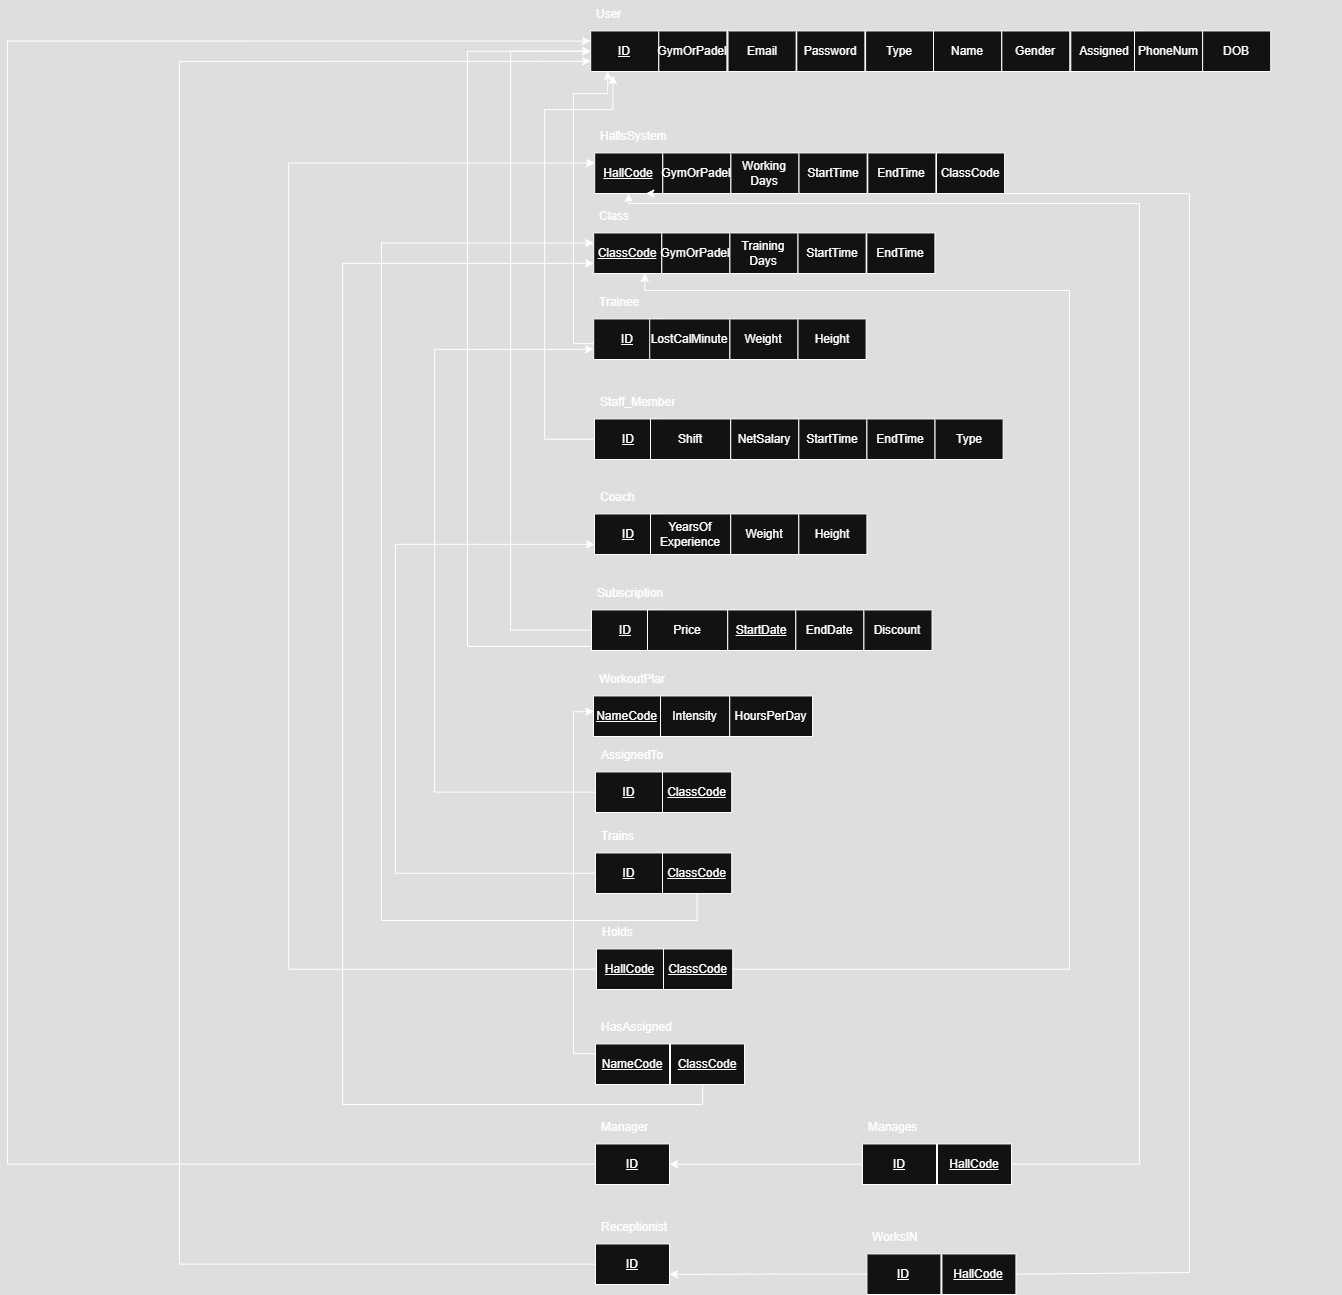 User
ID GymOrPadel Email Password Type Name Gender Assigned PhoneNum DOB
HallsSystem
HallCode GymOrPadel Working Days StartTime EndTime ClassCode
Class
ClassCode GymOrPadel Training Days StartTime EndTime
Trainee
ID LostCalMinute Weight Height
Staff_Member
ID Shift NetSalary StartTime EndTime Type
Coach
ID YearsOf Experience Weight Height
Subscription
ID Price StartDate EndDate Discount
WorkoutPlar
NameCode Intensity HoursPerDay
AssignedTo
ID ClassCode
Trains
ID ClassCode
Holds
HallCode ClassCode
HasAssigned
NameCode ClassCode
Manager Manages
ID ID HallCode
Receptionist WorksIN
ID ID HallCode